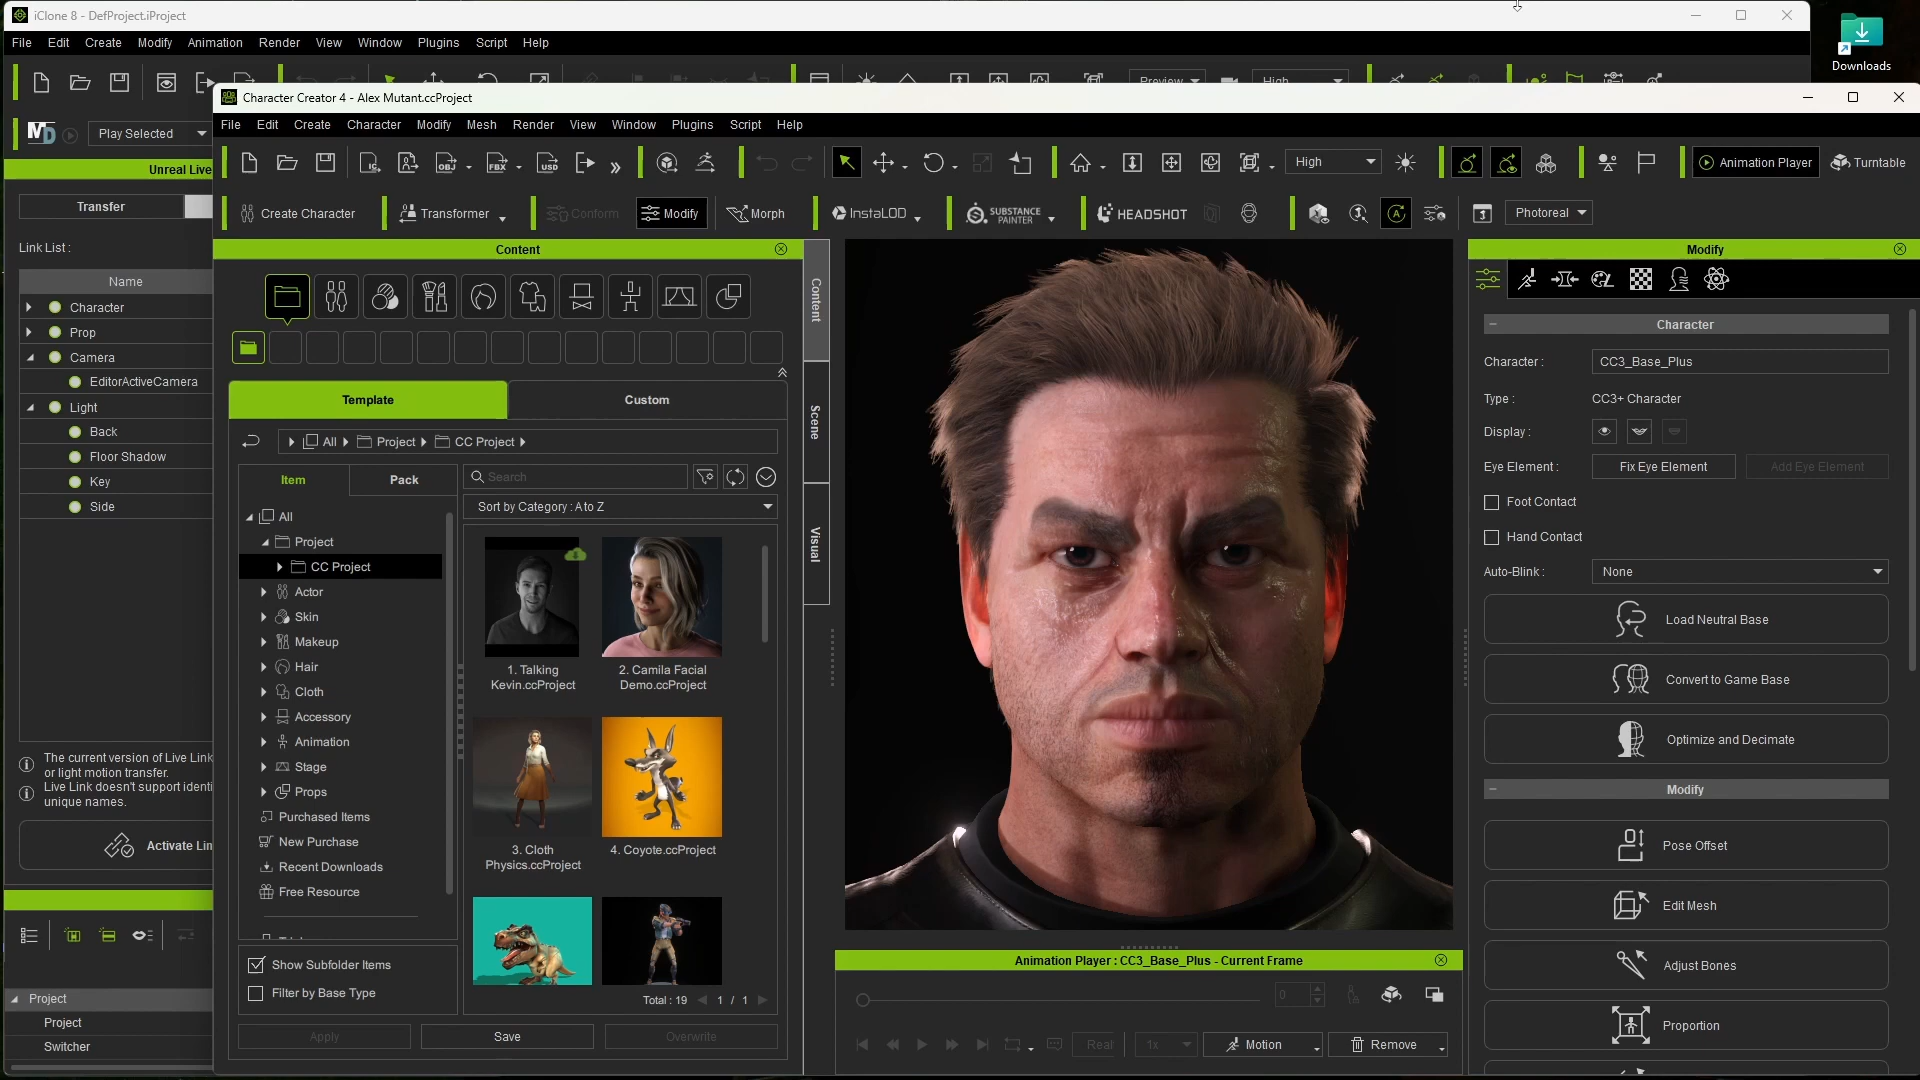 iClone 8 - DefProject.iProject
File Edit Create Modify Animation Render View Window Plugins Script Help
Downloads
Preview High
Character Creator 4 - Alex Mutant.ccProject
File Edit Create Character Modify Mesh Render View Window Plugins Script Help
MD Play Selected
OBJ FBX USD High Animation Player Turntable
Unreal Live
Transfer
Create Character Transformer Conform Modify Morph InstaLOD SUBSTANCE PAINTER HEADSHOT Photoreal
Link List :
Name
Character
Prop
Camera
EditorActiveCamera
Light
Back
Floor Shadow
Key
Side
The current version of Live Link
or light motion transfer.
Live Link doesn't support identi
unique names.
Activate Lin
Project
Project
Switcher
Content
Content
Scene
Visual
Template Custom
All Project CC Project
Item Pack
Search
Sort by Category : A to Z
All
Project
CC Project
Actor
Skin
Makeup
Hair
Cloth
Accessory
Animation
Stage
Props
Purchased Items
New Purchase
Recent Downloads
Free Resource
1. Talking
Kevin.ccProject
2. Camila Facial
Demo.ccProject
3. Cloth
Physics.ccProject
4. Coyote.ccProject
Show Subfolder Items
Filter by Base Type
Total : 19 1 / 1
Apply Save Overwrite
Animation Player : CC3_Base_Plus - Current Frame
0
Real 1x Motion Remove
Modify
Character
Character : CC3_Base_Plus
Type : CC3+ Character
Display :
Eye Element : Fix Eye Element Add Eye Element
Foot Contact
Hand Contact
Auto-Blink : None
Load Neutral Base
Convert to Game Base
Optimize and Decimate
Modify
Pose Offset
Edit Mesh
Adjust Bones
Proportion